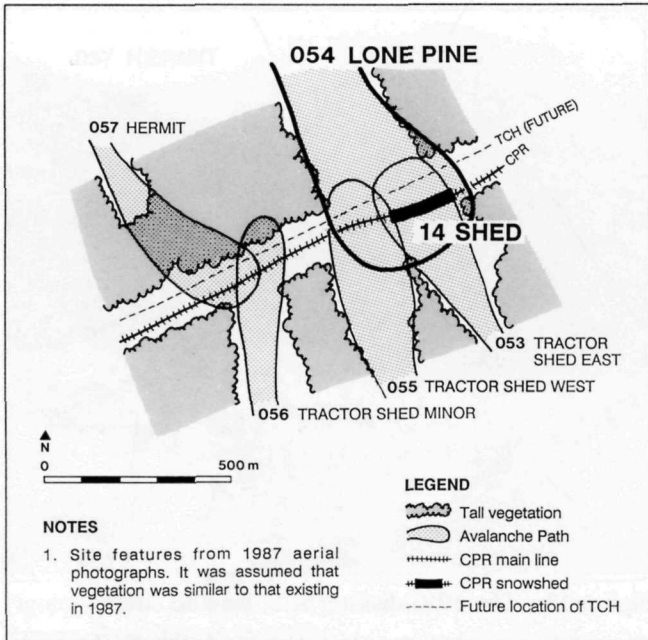 054 LONE PINE
057 HERMIT
TCH (FUTURE)
CPR
14 SHED
053 TRACTOR
SHED EAST
055 TRACTOR SHED WEST
056 TRACTOR SHED MINOR
N
0 500 m
NOTES
1. Site features from 1987 aerial
photographs. It was assumed that
vegetation was similar to that existing
in 1987.
LEGEND
Tall vegetation
Avalanche Path
CPR main line
CPR snowshed
Future location of TCH